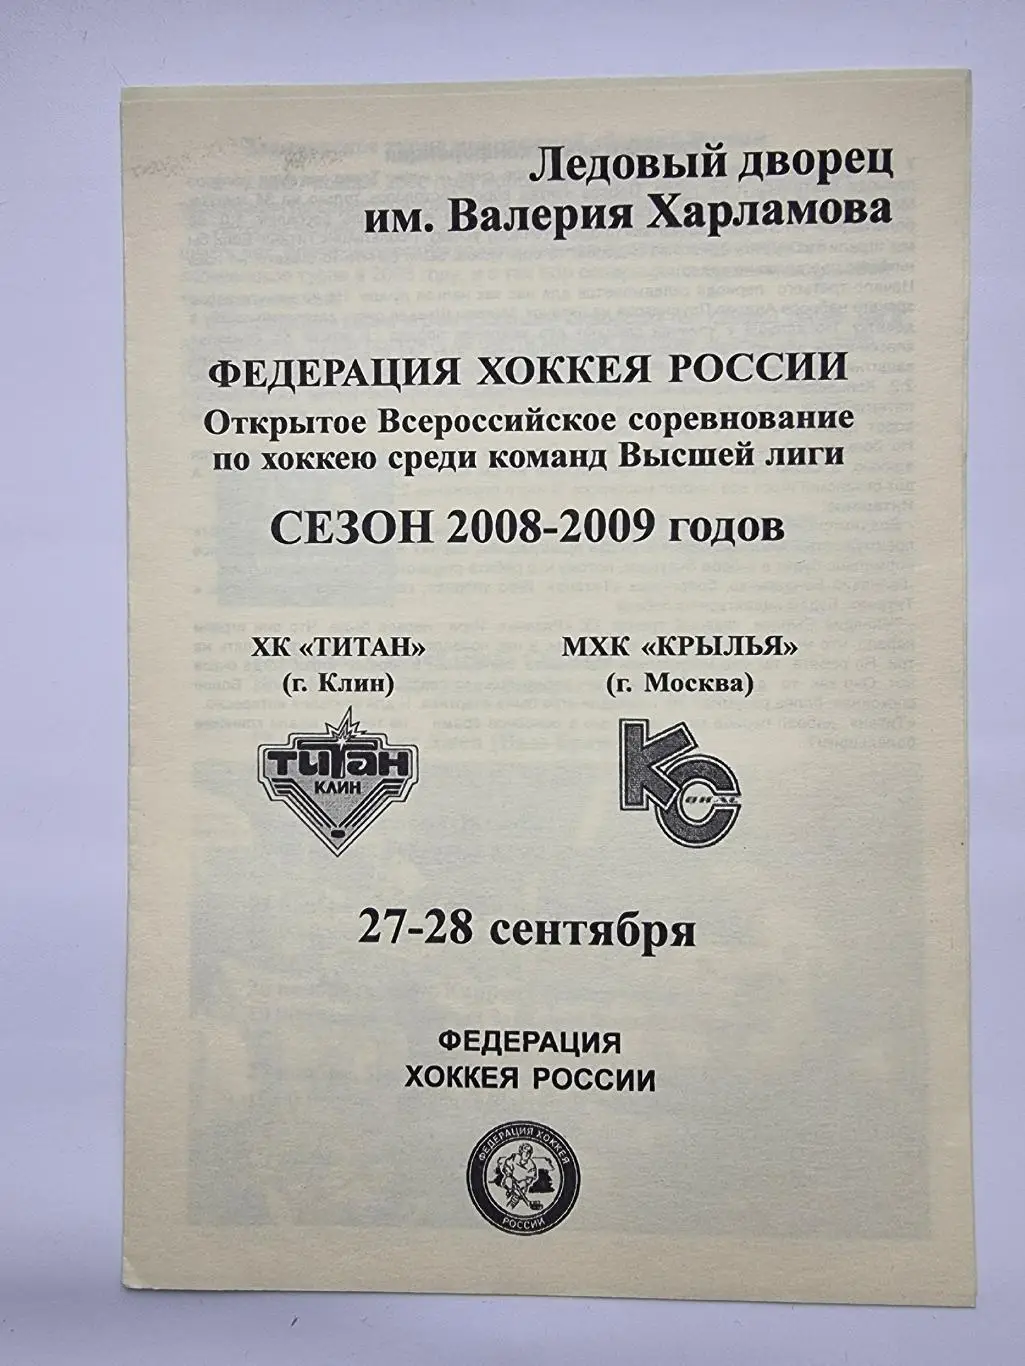 Ледовый дворец
им. Валерия Харламова
ФЕДЕРАЦИЯ ХОККЕЯ РОССИИ
Открытое Всероссийское соревнование
по хоккею среди команд Высшей лиги
СЕЗОН 2008-2009 годов
ХК «ТИТАН»
(г. Клин)
МХК «КРЫЛЬЯ»
(г. Москва)
ТИТАН
КЛИН
КС
27-28 сентября
ФЕДЕРАЦИЯ
ХОККЕЯ РОССИИ
ФЕДЕРАЦИЯ ХОККЕЯ
РОССИИ